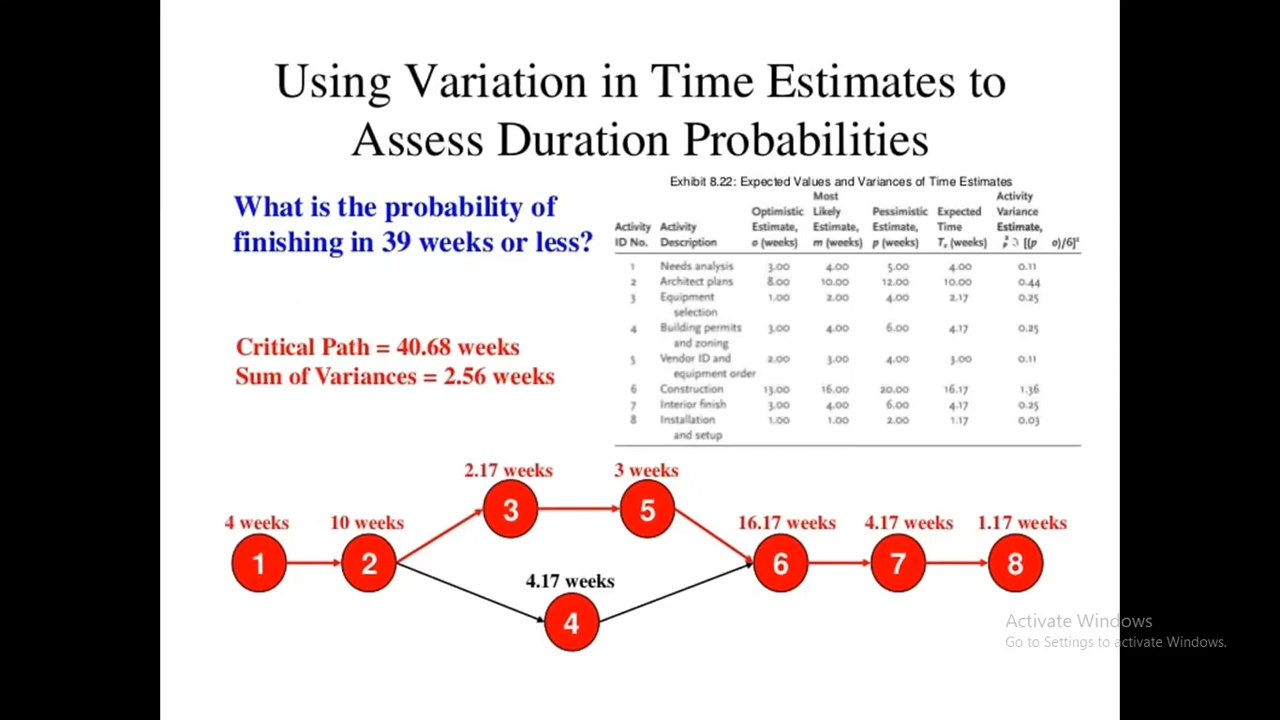 Using Variation in Time Estimates to
Assess Duration Probabilities
What is the probability of
finishing in 39 weeks or less?
Critical Path = 40.68 weeks
Sum of Variances = 2.56 weeks
Exhibit 8.22: Expected Values and Variances of Time Estimates
Most Activity
Optimistic Likely Pessimistic Expected Variance
Activity Activity Estimate, Estimate, Estimate, Time Estimate,
ID No. Description o (weeks) m (weeks) p (weeks) Tₑ (weeks) [(p o)/6]²
1 Needs analysis 3.00 4.00 5.00 4.00 0.11
2 Architect plans 8.00 10.00 12.00 10.00 0.44
3 Equipment 1.00 2.00 4.00 2.17 0.25
selection
4 Building permits 3.00 4.00 6.00 4.17 0.25
and zoning
5 Vendor ID and 2.00 3.00 4.00 3.00 0.11
equipment order
6 Construction 13.00 16.00 20.00 16.17 1.36
7 Interior finish 3.00 4.00 6.00 4.17 0.25
8 Installation 1.00 1.00 2.00 1.17 0.03
and setup
2.17 weeks 3 weeks
3 5
4 weeks 10 weeks 16.17 weeks 4.17 weeks 1.17 weeks
1 2 6 7 8
4.17 weeks
4
Activate Windows
Go to Settings to activate Windows.